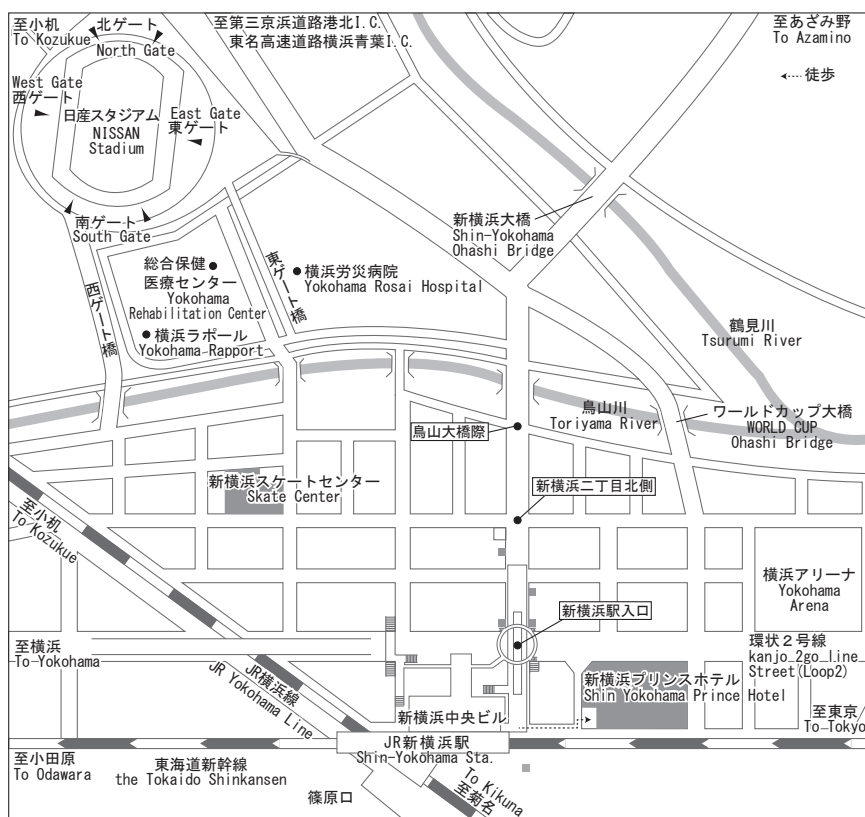 至小机
To Kozukue
北ゲート
North Gate
至第三京浜道路港北I.C.
東名高速道路横浜青葉I.C.
至あざみ野
To Azamino
徒歩
West Gate
西ゲート
日産スタジアム
NISSAN
Stadium
East Gate
東ゲート
南ゲート
South Gate
新横浜大橋
Shin-Yokohama
Ohashi Bridge
総合保健
医療センター
Yokohama
Rehabilitation Center
東ゲート橋
横浜労災病院
Yokohama Rosai Hospital
西ゲート橋
横浜ラポール
Yokohama Rapport
鶴見川
Tsurumi River
鳥山川
Toriyama River
ワールドカップ大橋
WORLD CUP
Ohashi Bridge
鳥山大橋際
新横浜スケートセンター
Skate Center
新横浜二丁目北側
至小机
To Kozukue
横浜アリーナ
Yokohama
Arena
新横浜駅入口
至横浜
To Yokohama
JR横浜線
JR Yokohama Line
環状2号線
kanjo 2go line
Street(Loop2)
新横浜プリンスホテル
Shin Yokohama Prince Hotel
新横浜中央ビル
至東京
To Tokyo
JR新横浜駅
Shin-Yokohama Sta.
至小田原
To Odawara
東海道新幹線
the Tokaido Shinkansen
篠原口
To Kikuna
至菊名